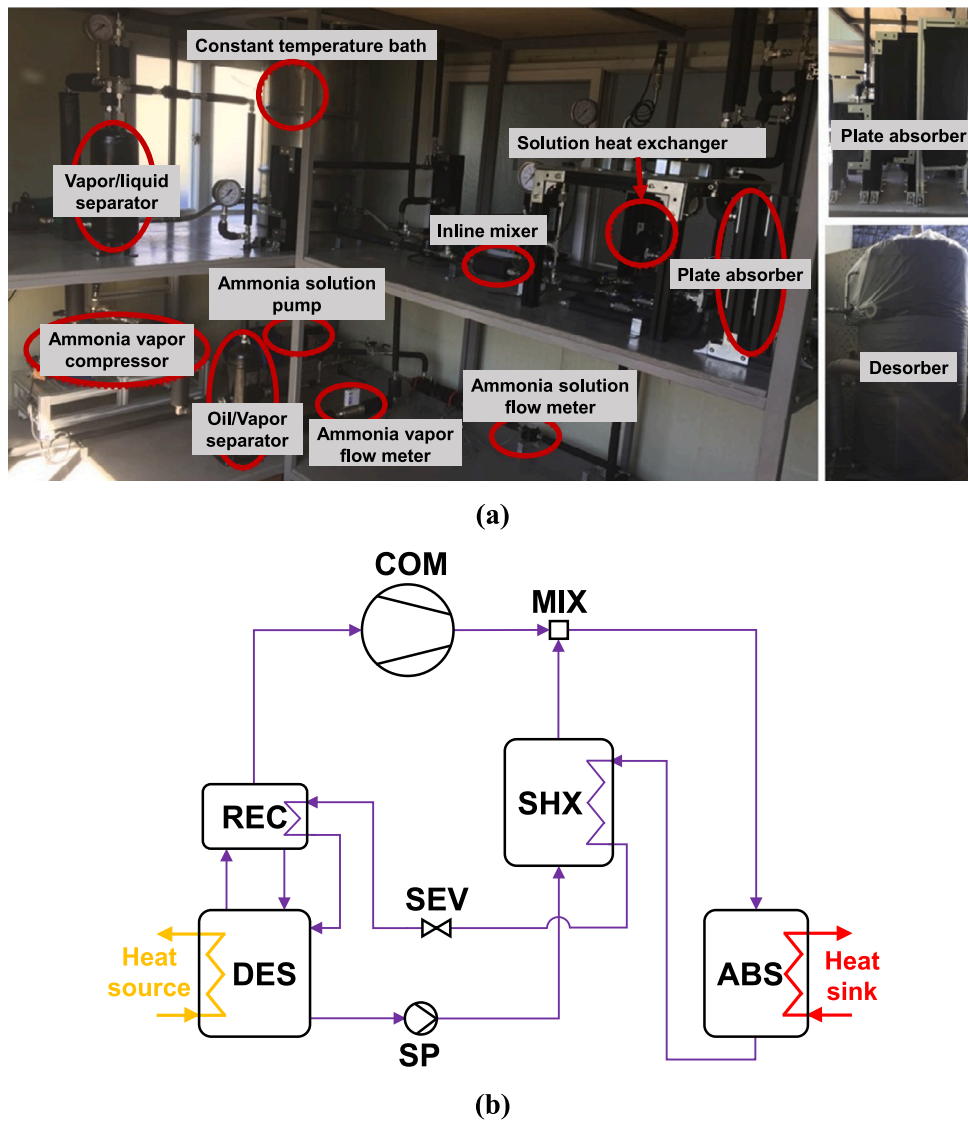 Constant temperature bath
Plate absorber
Solution heat exchanger
Vapor/liquid
separator
Inline mixer
Plate absorber
Ammonia solution
pump
Ammonia vapor
compressor
Desorber
Ammonia solution
flow meter
Oil/Vapor
separator
Ammonia vapor
flow meter
(a)
COM
MIX
SHX
REC
SEV
Heat
source
DES
ABS
Heat
sink
SP
(b)